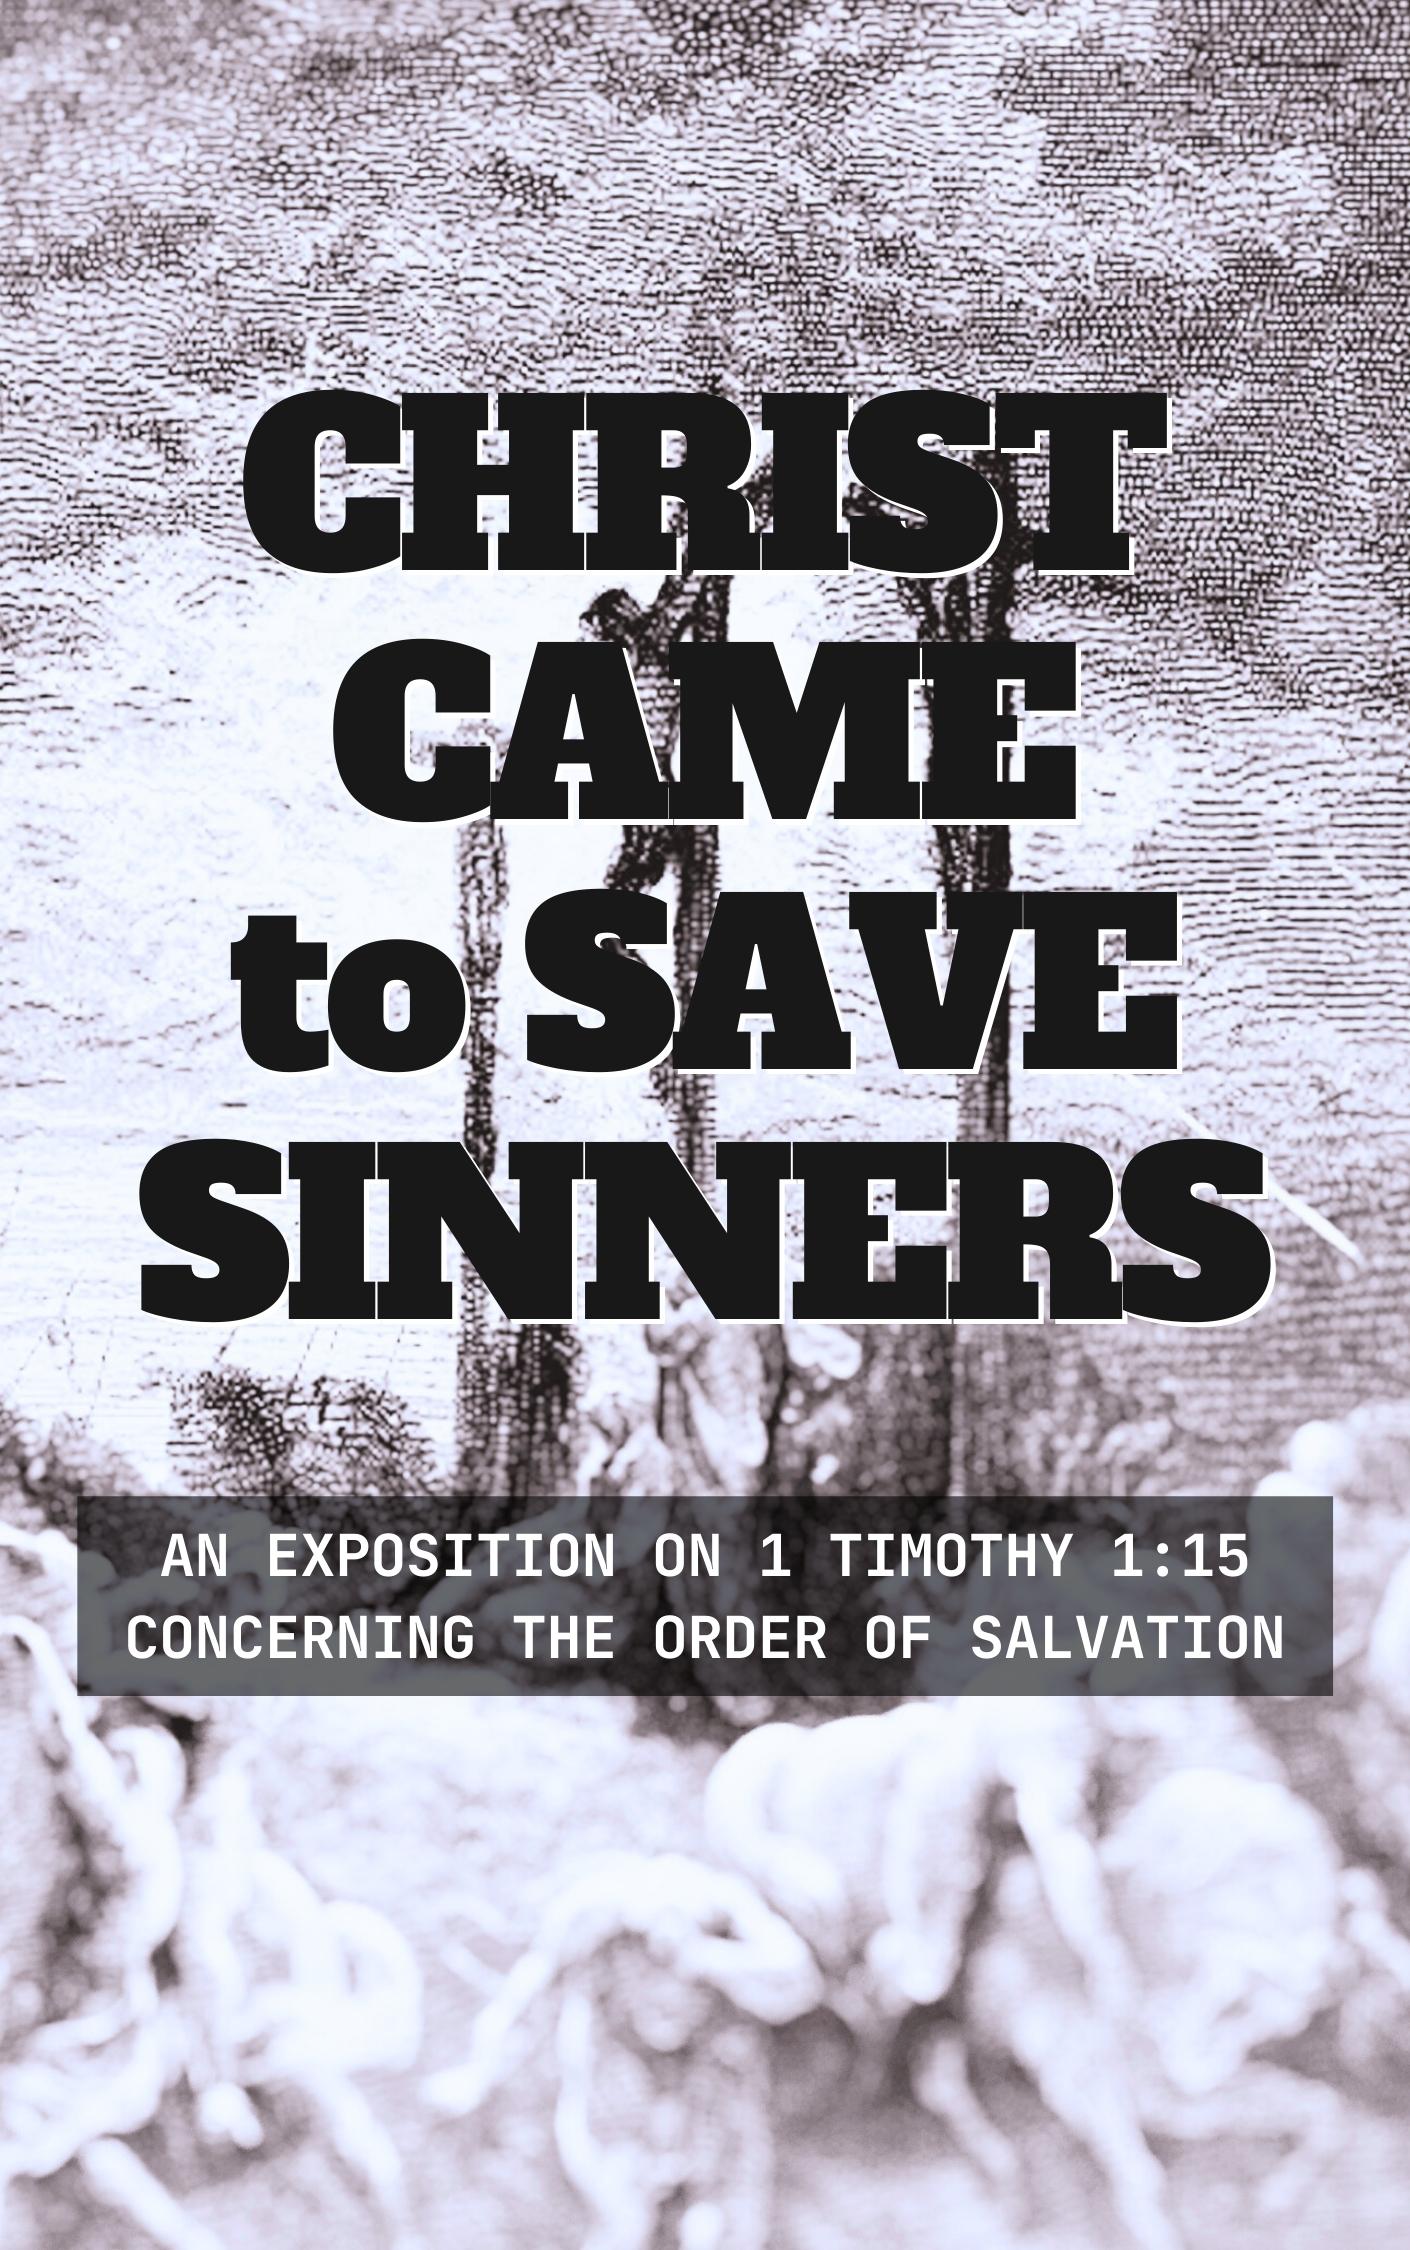 CHRIST
CAME
to SAVE
SINNERS
AN EXPOSITION ON 1 TIMOTHY 1:15
CONCERNING THE ORDER OF SALVATION